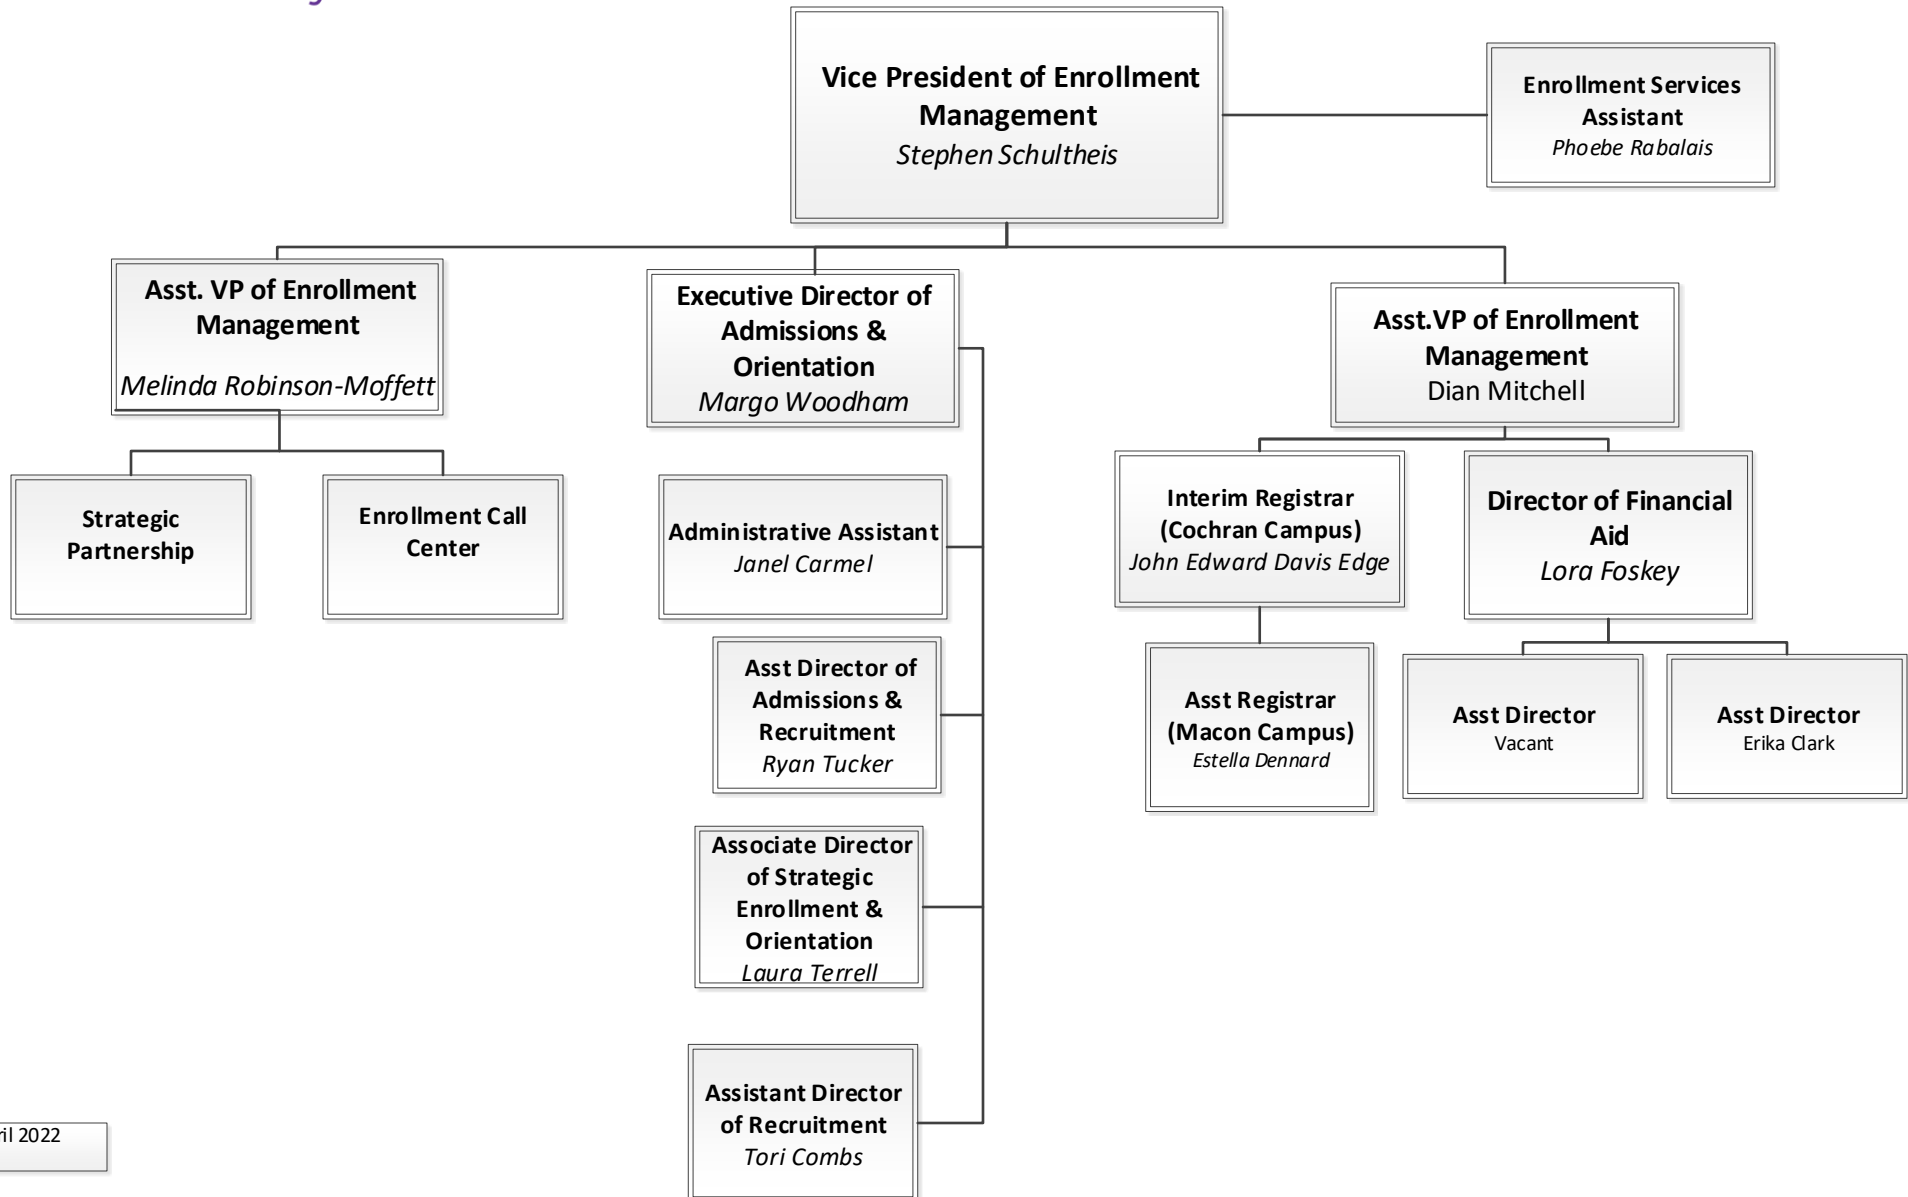 Vice President of Enrollment
Management
Stephen Schultheis
Enrollment Services
Assistant
Phoebe Rabalais
Asst. VP of Enrollment
Management
Melinda Robinson-Moffett
Executive Director of
Admissions &
Orientation
Margo Woodham
Asst.VP of Enrollment
Management
Dian Mitchell
Strategic
Partnership
Enrollment Call
Center
Administrative Assistant
Janel Carmel
Asst Director of
Admissions &
Recruitment
Ryan Tucker
Associate Director
of Strategic
Enrollment &
Orientation
Laura Terrell
Assistant Director
of Recruitment
Tori Combs
Interim Registrar
(Cochran Campus)
John Edward Davis Edge
Director of Financial
Aid
Lora Foskey
Asst Registrar
(Macon Campus)
Estella Dennard
Asst Director
Vacant
Asst Director
Erika Clark
2022